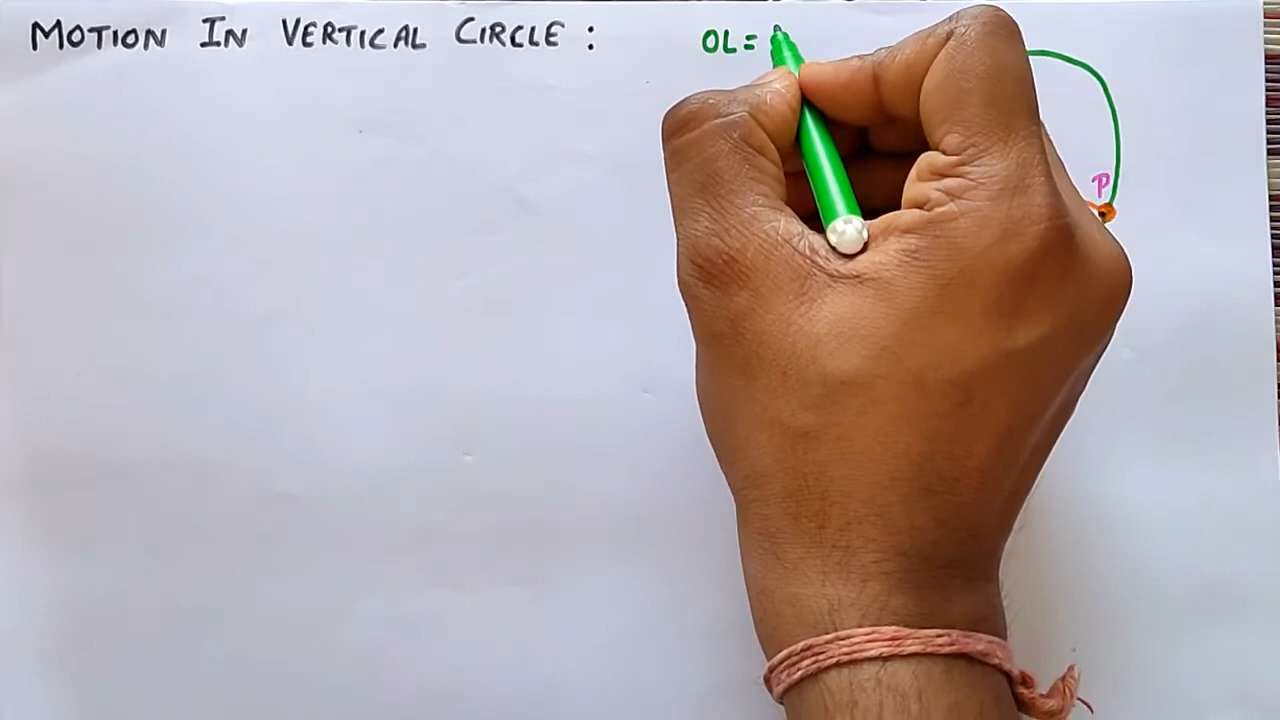 MOTION IN VERTICAL CIRCLE :
OL =
P